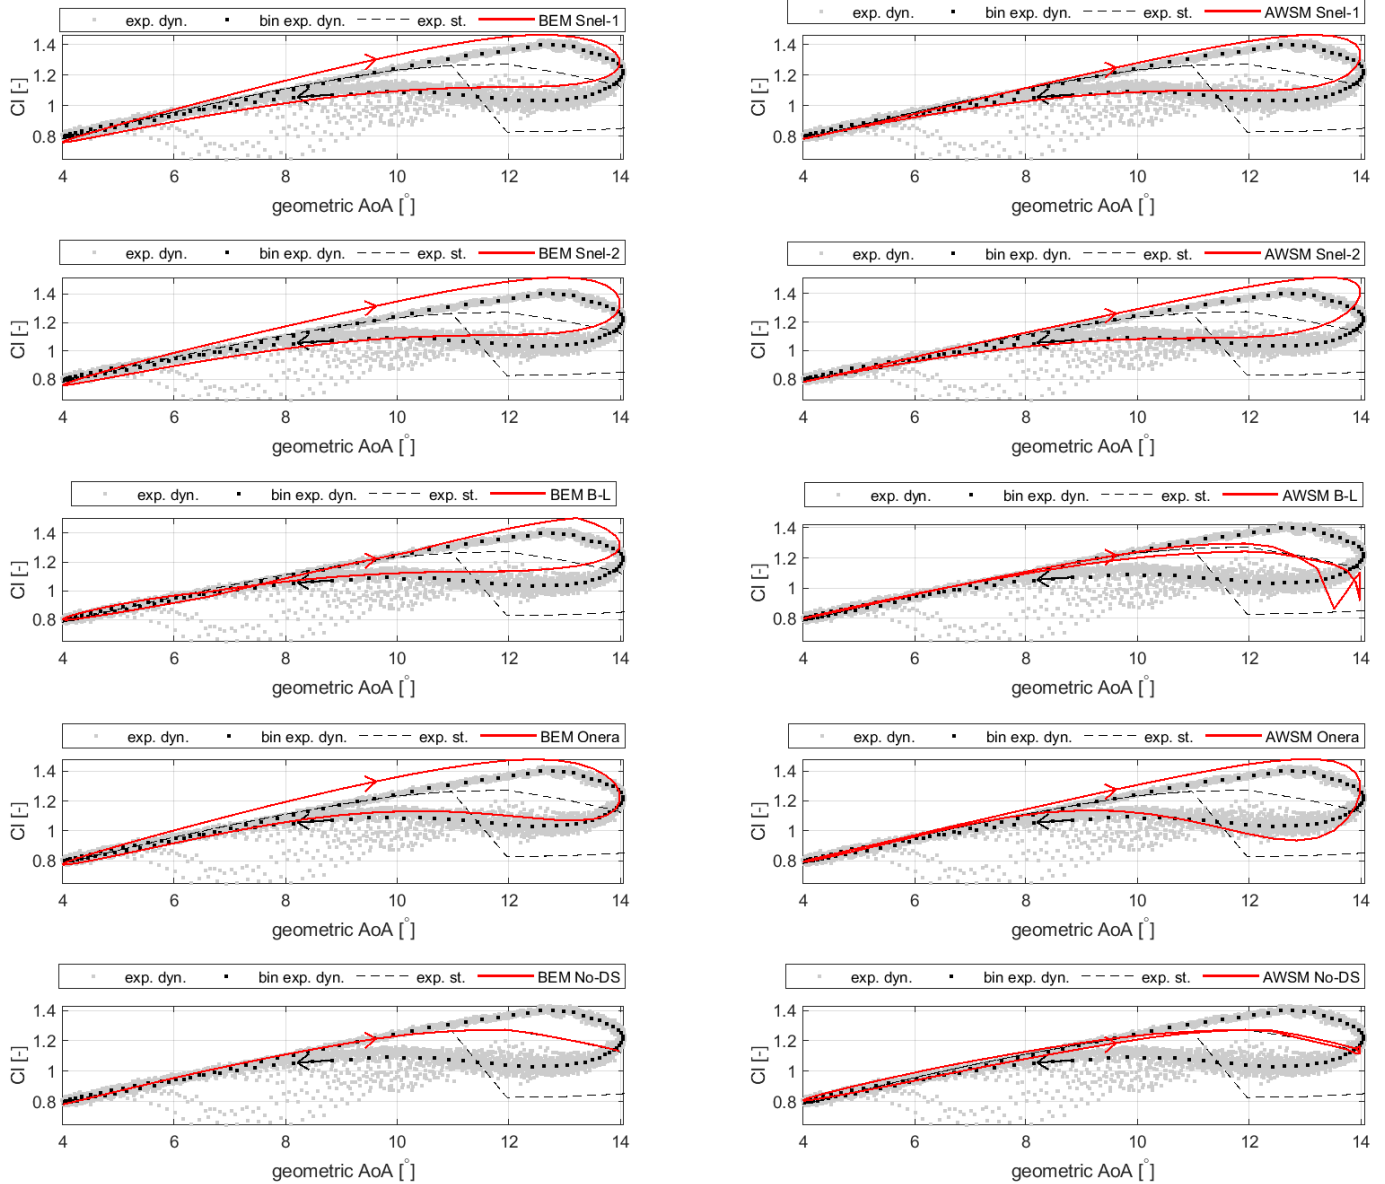 exp. dyn. bin exp. dyn. exp. st. BEM Snel-1
1.4
1.2
1
0.8
Cl [-]
4 6 8 10 12 14
geometric AoA [°]
exp. dyn. bin exp. dyn. exp. st. AWSM Snel-1
1.4
1.2
1
0.8
Cl [-]
4 6 8 10 12 14
geometric AoA [°]
exp. dyn. bin exp. dyn. exp. st. BEM Snel-2
1.4
1.2
1
0.8
Cl [-]
4 6 8 10 12 14
geometric AoA [°]
exp. dyn. bin exp. dyn. exp. st. AWSM Snel-2
1.4
1.2
1
0.8
Cl [-]
4 6 8 10 12 14
geometric AoA [°]
exp. dyn. bin exp. dyn. exp. st. BEM B-L
1.4
1.2
1
0.8
Cl [-]
4 6 8 10 12 14
geometric AoA [°]
exp. dyn. bin exp. dyn. exp. st. AWSM B-L
1.4
1.2
1
0.8
Cl [-]
4 6 8 10 12 14
geometric AoA [°]
exp. dyn. bin exp. dyn. exp. st. BEM Onera
1.4
1.2
1
0.8
Cl [-]
4 6 8 10 12 14
geometric AoA [°]
exp. dyn. bin exp. dyn. exp. st. AWSM Onera
1.4
1.2
1
0.8
Cl [-]
4 6 8 10 12 14
geometric AoA [°]
exp. dyn. bin exp. dyn. exp. st. BEM No-DS
1.4
1.2
1
0.8
Cl [-]
4 6 8 10 12 14
geometric AoA [°]
exp. dyn. bin exp. dyn. exp. st. AWSM No-DS
1.4
1.2
1
0.8
Cl [-]
4 6 8 10 12 14
geometric AoA [°]